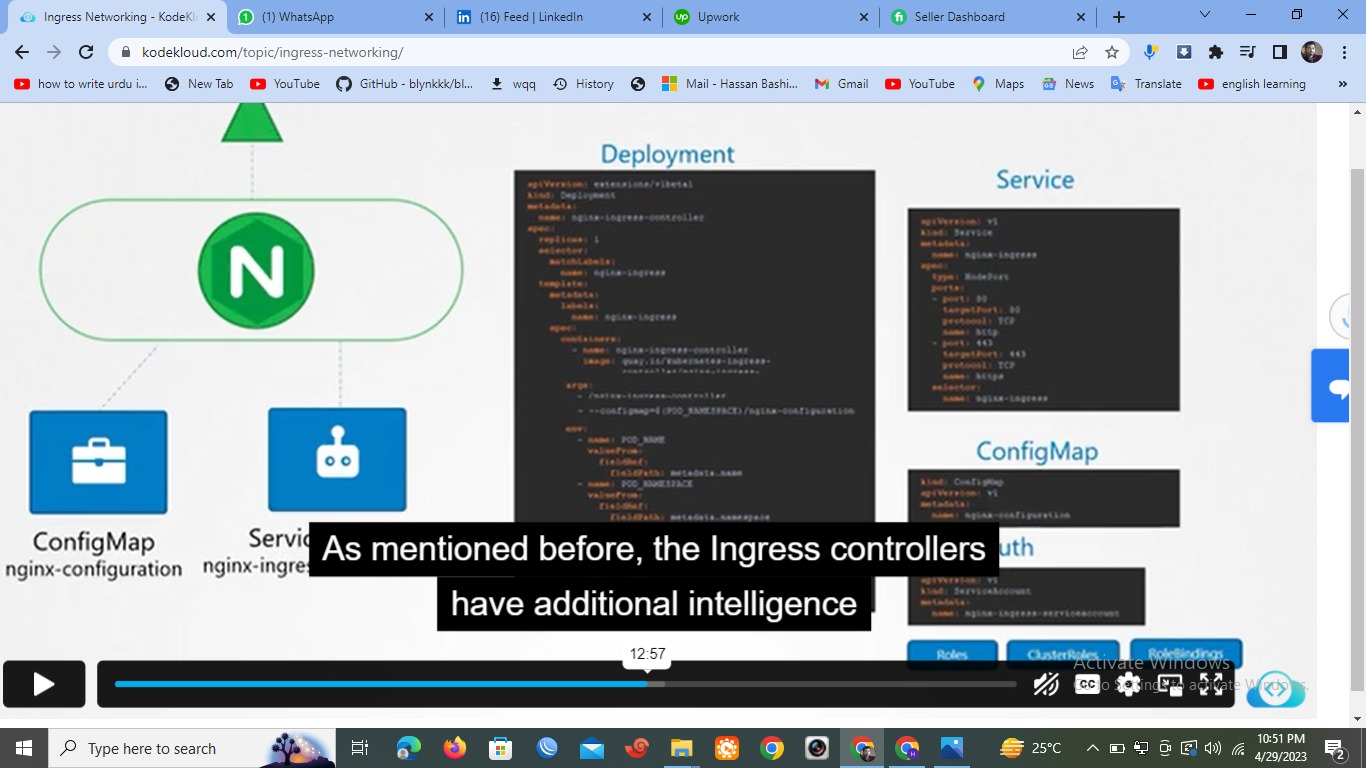 Ingress Networking - KodeKl
(1) WhatsApp
(16) Feed | LinkedIn
Upwork
Seller Dashboard
kodekloud.com/topic/ingress-networking/
how to write urdu i...
New Tab
YouTube
GitHub - blynkkk/bl...
wqq
History
Mail - Hassan Bashi...
Gmail
YouTube
Maps
News
Translate
english learning
»
N
ConfigMap
nginx-configuration
Servic
nginx-ingres
Deployment
apiVersion: extensions/v1beta1
kind: Deployment
metadata:
name: nginx-ingress-controller
spec:
replicas: 1
selector:
matchLabels:
name: nginx-ingress
template:
metadata:
labels:
name: nginx-ingress
spec:
containers:
- name: nginx-ingress-controller
image: quay.io/kubernetes-ingress-
controller/nginx-ingress-
args:
- /nginx-ingress-controller
- --configmap=$(POD_NAMESPACE)/nginx-configuration
env:
- name: POD_NAME
valueFrom:
fieldRef:
fieldPath: metadata.name
- name: POD_NAMESPACE
valueFrom:
fieldRef:
fieldPath: metadata.namespace
Service
apiVersion: v1
kind: Service
metadata:
name: nginx-ingress
spec:
type: NodePort
ports:
- port: 80
targetPort: 80
protocol: TCP
name: http
- port: 443
targetPort: 443
protocol: TCP
name: https
selector:
name: nginx-ingress
ConfigMap
kind: ConfigMap
apiVersion: v1
metadata:
name: nginx-configuration
uth
apiVersion: v1
kind: ServiceAccount
metadata:
name: nginx-ingress-serviceaccount
Roles
ClusterRoles
RoleBindings
As mentioned before, the Ingress controllers
have additional intelligence
12:57
CC
Activate Windows
Go to Settings to activate Windows.
Type here to search
25°C
10:51 PM
4/29/2023
2